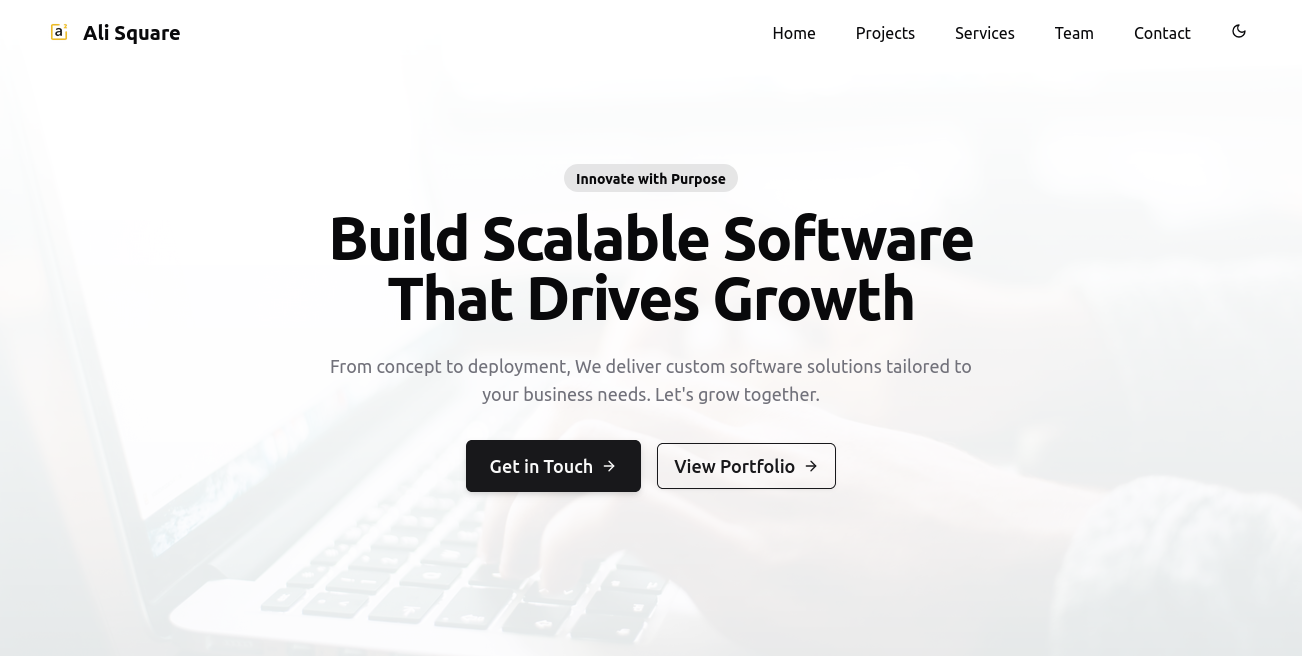 a² Ali Square
Home Projects Services Team Contact
Innovate with Purpose
Build Scalable Software
That Drives Growth
From concept to deployment, We deliver custom software solutions tailored to
your business needs. Let's grow together.
Get in Touch → View Portfolio →